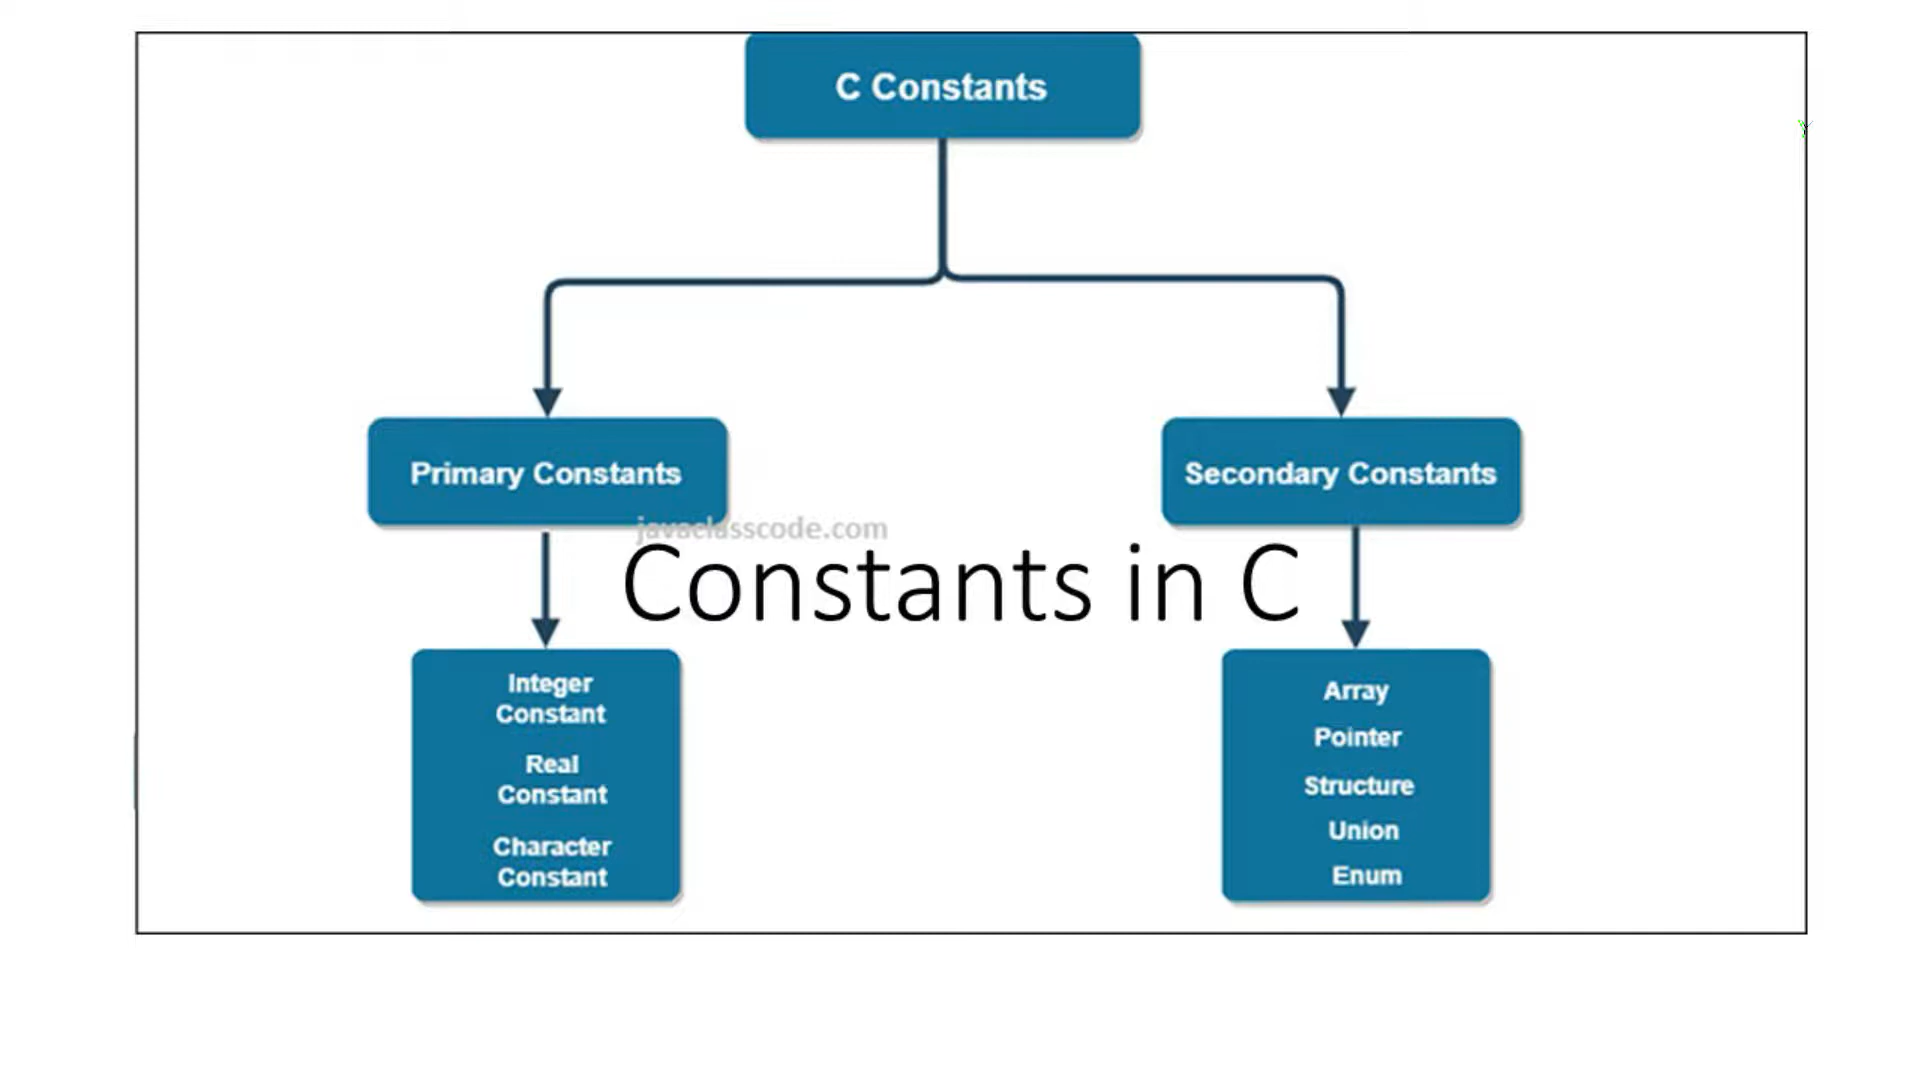 C Constants
Primary Constants
Secondary Constants
javaclasscode.com
Constants in C
Integer
Constant
Real
Constant
Character
Constant
Array
Pointer
Structure
Union
Enum